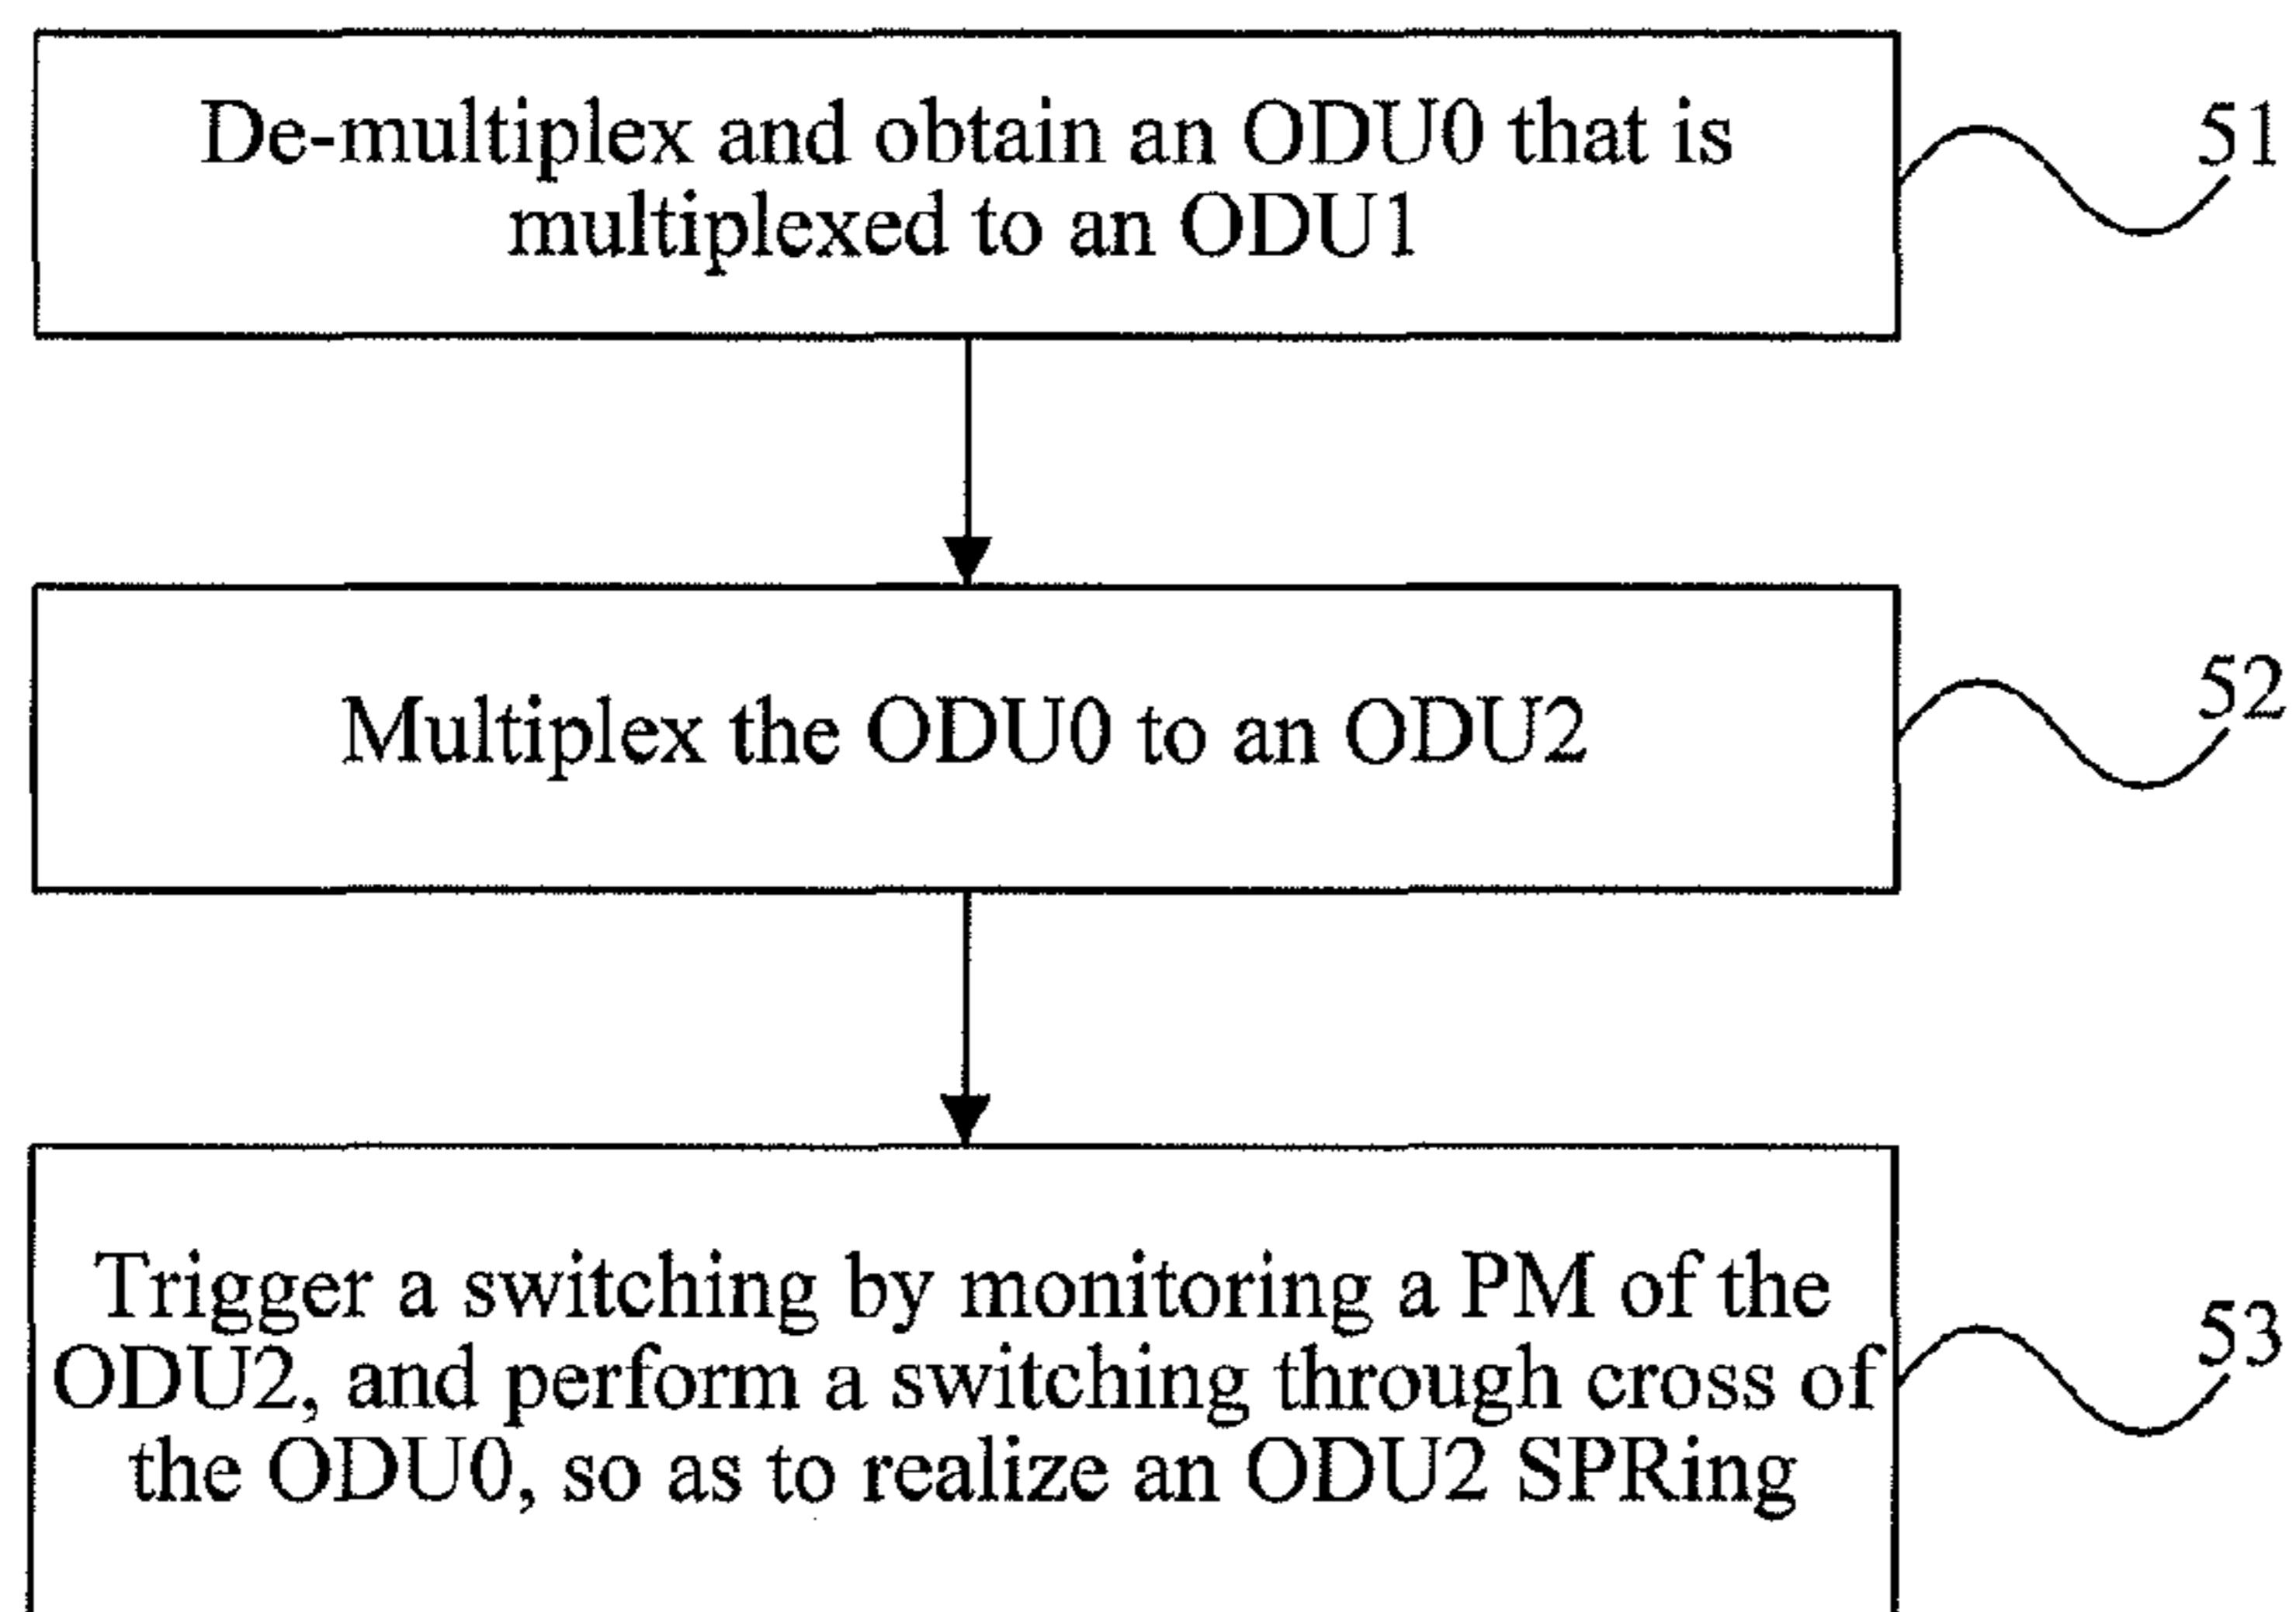 De-multiplex and obtain an ODU0 that is
multiplexed to an ODU1
51
Multiplex the ODU0 to an ODU2
52
Trigger a switching by monitoring a PM of the
ODU2, and perform a switching through cross of
the ODU0, so as to realize an ODU2 SPRing
53